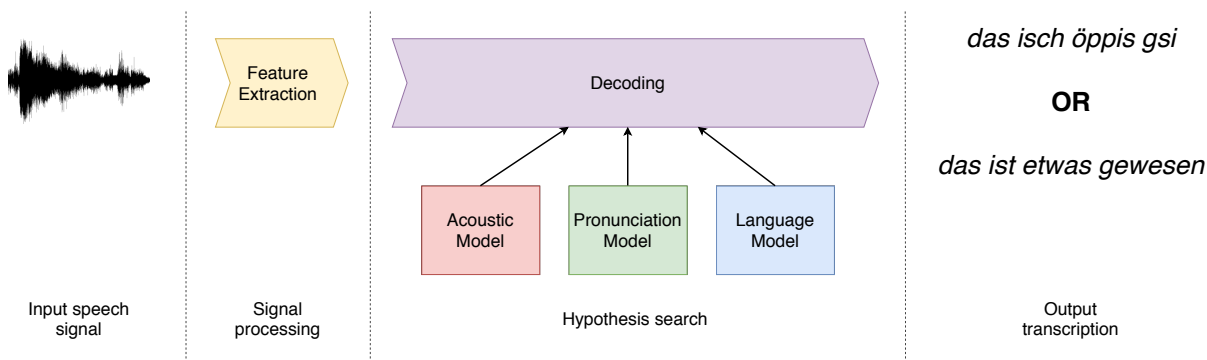 Feature
Extraction
Decoding
Acoustic
Model
Pronunciation
Model
Language
Model
das isch öppis gsi
OR
das ist etwas gewesen
Input speech
signal
Signal
processing
Hypothesis search
Output
transcription